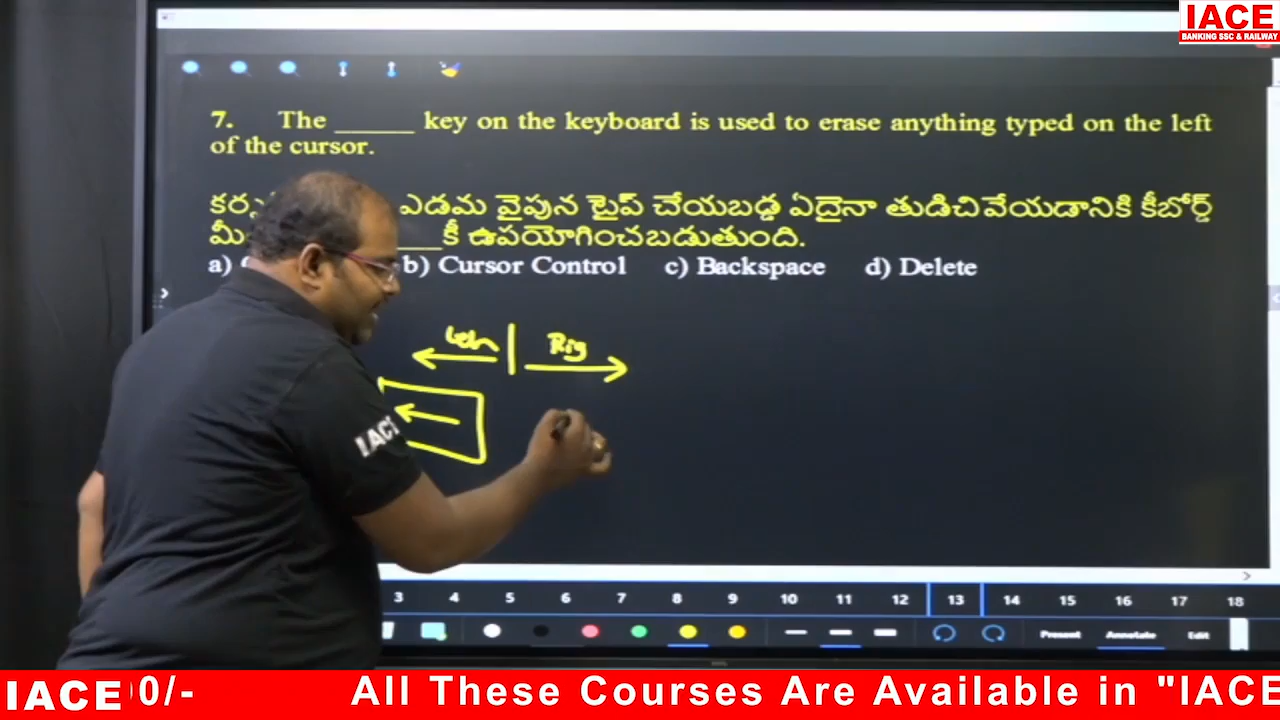 IACE
BANKING SSC & RAILWAY
7. The _____ key on the keyboard is used to erase anything typed on the left
of the cursor.
ఎడమ వైపున టైప్ చేయబడ్డ ఏదైనా తుడిచివేయడానికి కీబోర్డ్
కీ ఉపయోగించబడుతుంది.
a) b) Cursor Control c) Backspace d) Delete
Rig
IACE
3 4 5 6 7 8 9 10 11 12 13 14 15 16 17 18
Present Annotate Edit
IACE 0/- All These Courses Are Available in "IACE